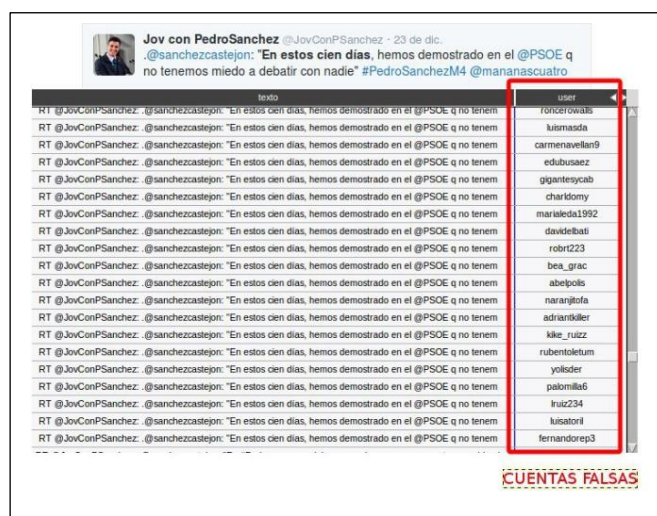 Jov con PedroSanchez @JovConPSanchez · 23 de dic.
.@sanchezcastejon: "En estos cien días, hemos demostrado en el @PSOE q
no tenemos miedo a debatir con nadie" #PedroSanchezM4 @mananascuatro
texto user
RT @JovConPSanchez: .@sanchezcastejon: "En estos cien días, hemos demostrado en el @PSOE q no tenem roncerowalls
RT @JovConPSanchez: .@sanchezcastejon: "En estos cien días, hemos demostrado en el @PSOE q no tenem luismasda
RT @JovConPSanchez: .@sanchezcastejon: "En estos cien días, hemos demostrado en el @PSOE q no tenem carmenavellan9
RT @JovConPSanchez: .@sanchezcastejon: "En estos cien días, hemos demostrado en el @PSOE q no tenem edubusaez
RT @JovConPSanchez: .@sanchezcastejon: "En estos cien días, hemos demostrado en el @PSOE q no tenem gigantesycab
RT @JovConPSanchez: .@sanchezcastejon: "En estos cien días, hemos demostrado en el @PSOE q no tenem charldomy
RT @JovConPSanchez: .@sanchezcastejon: "En estos cien días, hemos demostrado en el @PSOE q no tenem marialeda1992
RT @JovConPSanchez: .@sanchezcastejon: "En estos cien días, hemos demostrado en el @PSOE q no tenem davidelbati
RT @JovConPSanchez: .@sanchezcastejon: "En estos cien días, hemos demostrado en el @PSOE q no tenem robrt223
RT @JovConPSanchez: .@sanchezcastejon: "En estos cien días, hemos demostrado en el @PSOE q no tenem bea_grac
RT @JovConPSanchez: .@sanchezcastejon: "En estos cien días, hemos demostrado en el @PSOE q no tenem abelpolis
RT @JovConPSanchez: .@sanchezcastejon: "En estos cien días, hemos demostrado en el @PSOE q no tenem naranjitofa
RT @JovConPSanchez: .@sanchezcastejon: "En estos cien días, hemos demostrado en el @PSOE q no tenem adriantkiller
RT @JovConPSanchez: .@sanchezcastejon: "En estos cien días, hemos demostrado en el @PSOE q no tenem kike_ruizz
RT @JovConPSanchez: .@sanchezcastejon: "En estos cien días, hemos demostrado en el @PSOE q no tenem rubentoletum
RT @JovConPSanchez: .@sanchezcastejon: "En estos cien días, hemos demostrado en el @PSOE q no tenem yolisder
RT @JovConPSanchez: .@sanchezcastejon: "En estos cien días, hemos demostrado en el @PSOE q no tenem palomilla6
RT @JovConPSanchez: .@sanchezcastejon: "En estos cien días, hemos demostrado en el @PSOE q no tenem lruiz234
RT @JovConPSanchez: .@sanchezcastejon: "En estos cien días, hemos demostrado en el @PSOE q no tenem luisatoril
RT @JovConPSanchez: .@sanchezcastejon: "En estos cien días, hemos demostrado en el @PSOE q no tenem fernandorep3
CUENTAS FALSAS